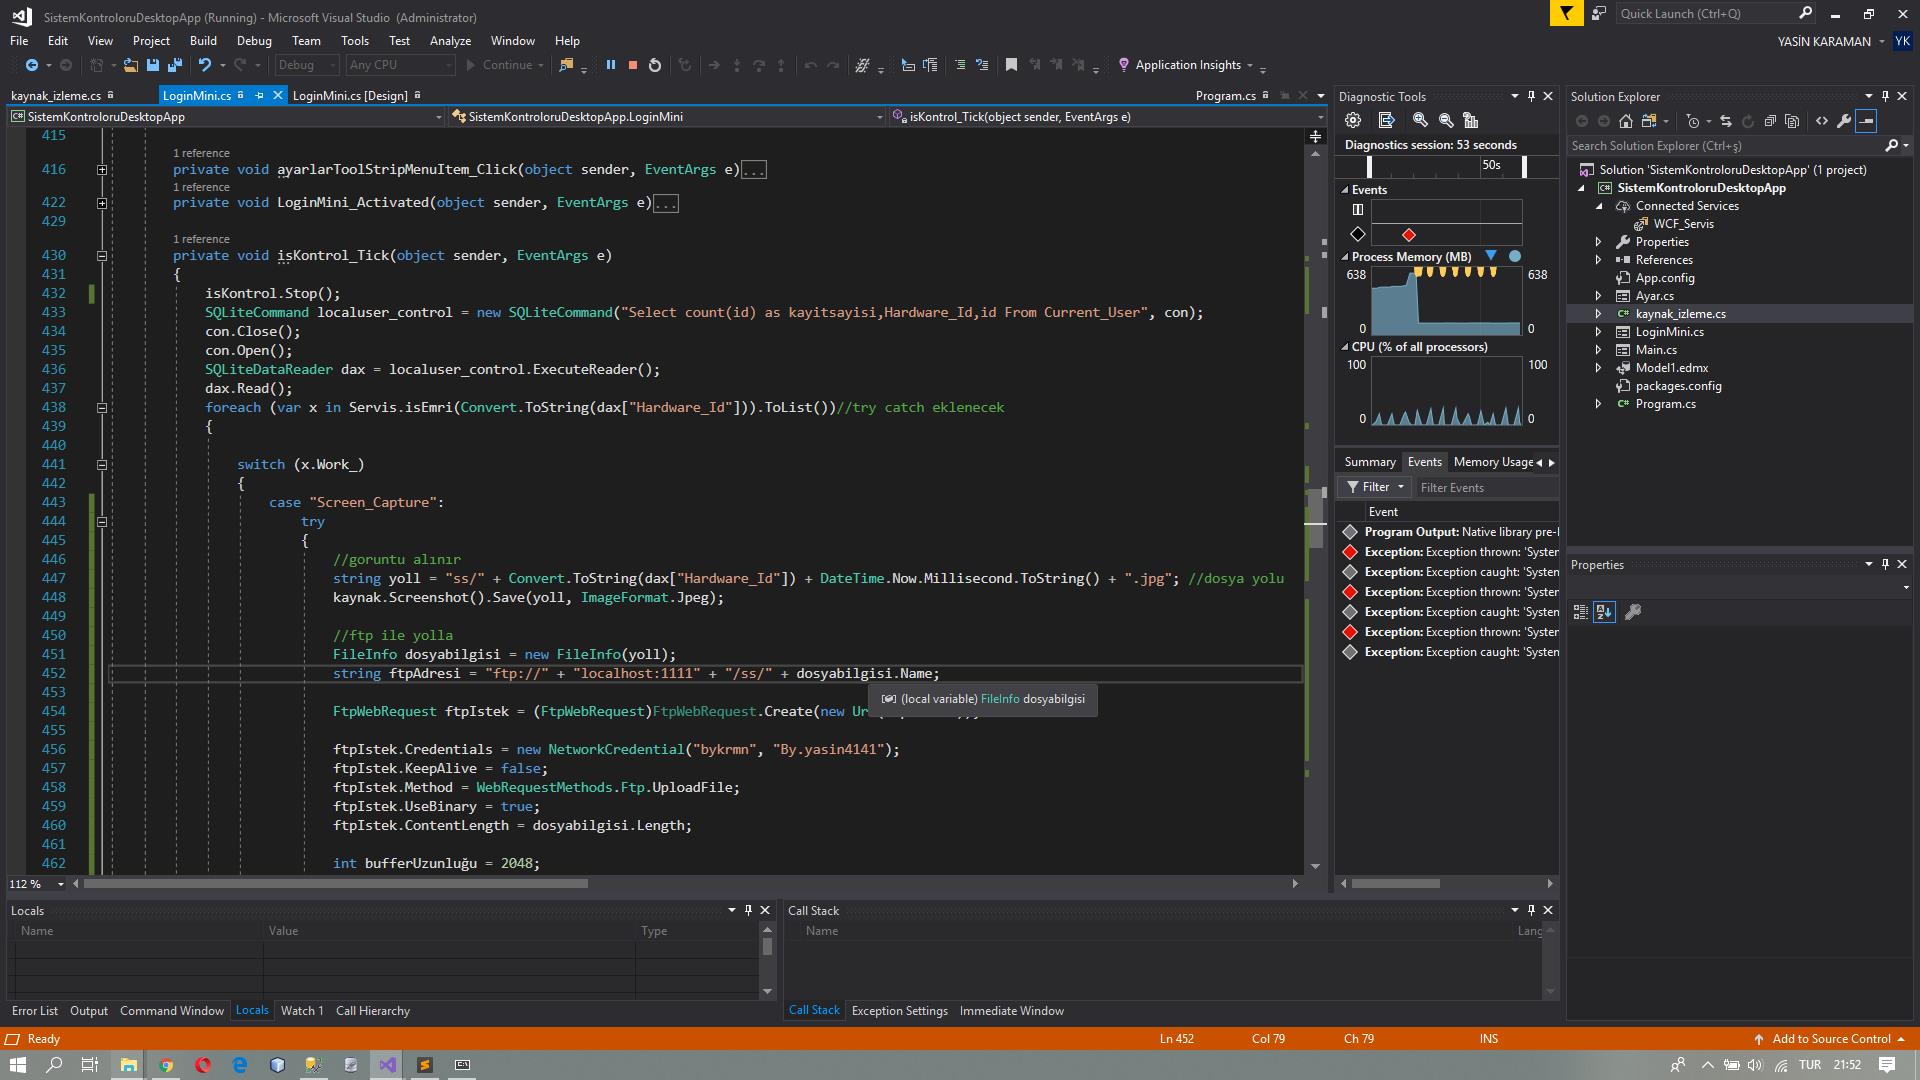 SistemKontroloruDesktopApp (Running) - Microsoft Visual Studio (Administrator)
Quick Launch (Ctrl+Q)
File Edit View Project Build Debug Team Tools Test Analyze Window Help
YASİN KARAMAN YK
Debug Any CPU Continue Application Insights
kaynak_izleme.cs LoginMini.cs LoginMini.cs [Design] Program.cs
SistemKontroloruDesktopApp SistemKontroloruDesktopApp.LoginMini isKontrol_Tick(object sender, EventArgs e)
415
1 reference
416 private void ayarlarToolStripMenuItem_Click(object sender, EventArgs e)...
1 reference
422 private void LoginMini_Activated(object sender, EventArgs e)...
429
1 reference
430 private void isKontrol_Tick(object sender, EventArgs e)
431 {
432 isKontrol.Stop();
433 SQLiteCommand localuser_control = new SQLiteCommand("Select count(id) as kayitsayisi,Hardware_Id,id From Current_User", con);
434 con.Close();
435 con.Open();
436 SQLiteDataReader dax = localuser_control.ExecuteReader();
437 dax.Read();
438 foreach (var x in Servis.isEmri(Convert.ToString(dax["Hardware_Id"])).ToList())//try catch eklenecek
439 {
440
441 switch (x.Work_)
442 {
443 case "Screen_Capture":
444 try
445 {
446 //goruntu alınır
447 string yoll = "ss/" + Convert.ToString(dax["Hardware_Id"]) + DateTime.Now.Millisecond.ToString() + ".jpg"; //dosya yolu
448 kaynak.Screenshot().Save(yoll, ImageFormat.Jpeg);
449
450 //ftp ile yolla
451 FileInfo dosyabilgisi = new FileInfo(yoll);
452 string ftpAdresi = "ftp://" + "localhost:1111" + "/ss/" + dosyabilgisi.Name;
453
(local variable) FileInfo dosyabilgisi
454 FtpWebRequest ftpIstek = (FtpWebRequest)FtpWebRequest.Create(new Ur
455
456 ftpIstek.Credentials = new NetworkCredential("bykrmn", "By.yasin4141");
457 ftpIstek.KeepAlive = false;
458 ftpIstek.Method = WebRequestMethods.Ftp.UploadFile;
459 ftpIstek.UseBinary = true;
460 ftpIstek.ContentLength = dosyabilgisi.Length;
461
462 int bufferUzunluğu = 2048;
112 %
Diagnostic Tools
Diagnostics session: 53 seconds
50s
Events
Process Memory (MB)
638 638
0 0
CPU (% of all processors)
100 100
0 0
Summary Events Memory Usage
Filter Filter Events
Event
Program Output: Native library pre-l
Exception: Exception thrown: 'System
Exception: Exception caught: 'System
Exception: Exception thrown: 'System
Exception: Exception caught: 'System
Exception: Exception thrown: 'System
Exception: Exception caught: 'System
Solution Explorer
Search Solution Explorer (Ctrl+ş)
Solution 'SistemKontroloruDesktopApp' (1 project)
SistemKontroloruDesktopApp
Connected Services
WCF_Servis
Properties
References
App.config
Ayar.cs
kaynak_izleme.cs
LoginMini.cs
Main.cs
Model1.edmx
packages.config
Program.cs
Properties
Locals
Name Value Type
Call Stack
Name Lang
Error List Output Command Window Locals Watch 1 Call Hierarchy
Call Stack Exception Settings Immediate Window
Ready Ln 452 Col 79 Ch 79 INS Add to Source Control
TUR 21:52